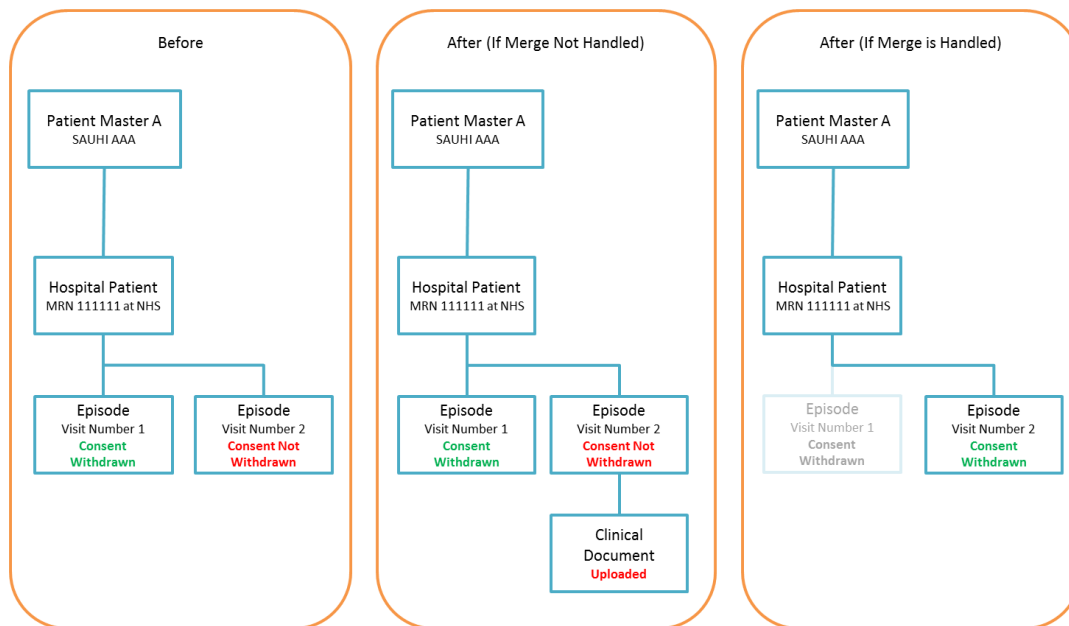 Before
Patient Master A
SAUHI AAA
Hospital Patient
MRN 111111 at NHS
Episode
Visit Number 1
Consent
Withdrawn
Episode
Visit Number 2
Consent Not
Withdrawn
After (If Merge Not Handled)
Patient Master A
SAUHI AAA
Hospital Patient
MRN 111111 at NHS
Episode
Visit Number 1
Consent
Withdrawn
Episode
Visit Number 2
Consent Not
Withdrawn
Clinical
Document
Uploaded
After (If Merge is Handled)
Patient Master A
SAUHI AAA
Hospital Patient
MRN 111111 at NHS
Episode
Visit Number 1
Consent
Withdrawn
Episode
Visit Number 2
Consent
Withdrawn